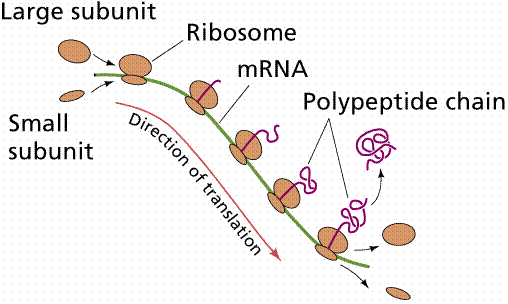 Large subunit
Ribosome
mRNA
Polypeptide chain
Small
subunit
Direction of translation